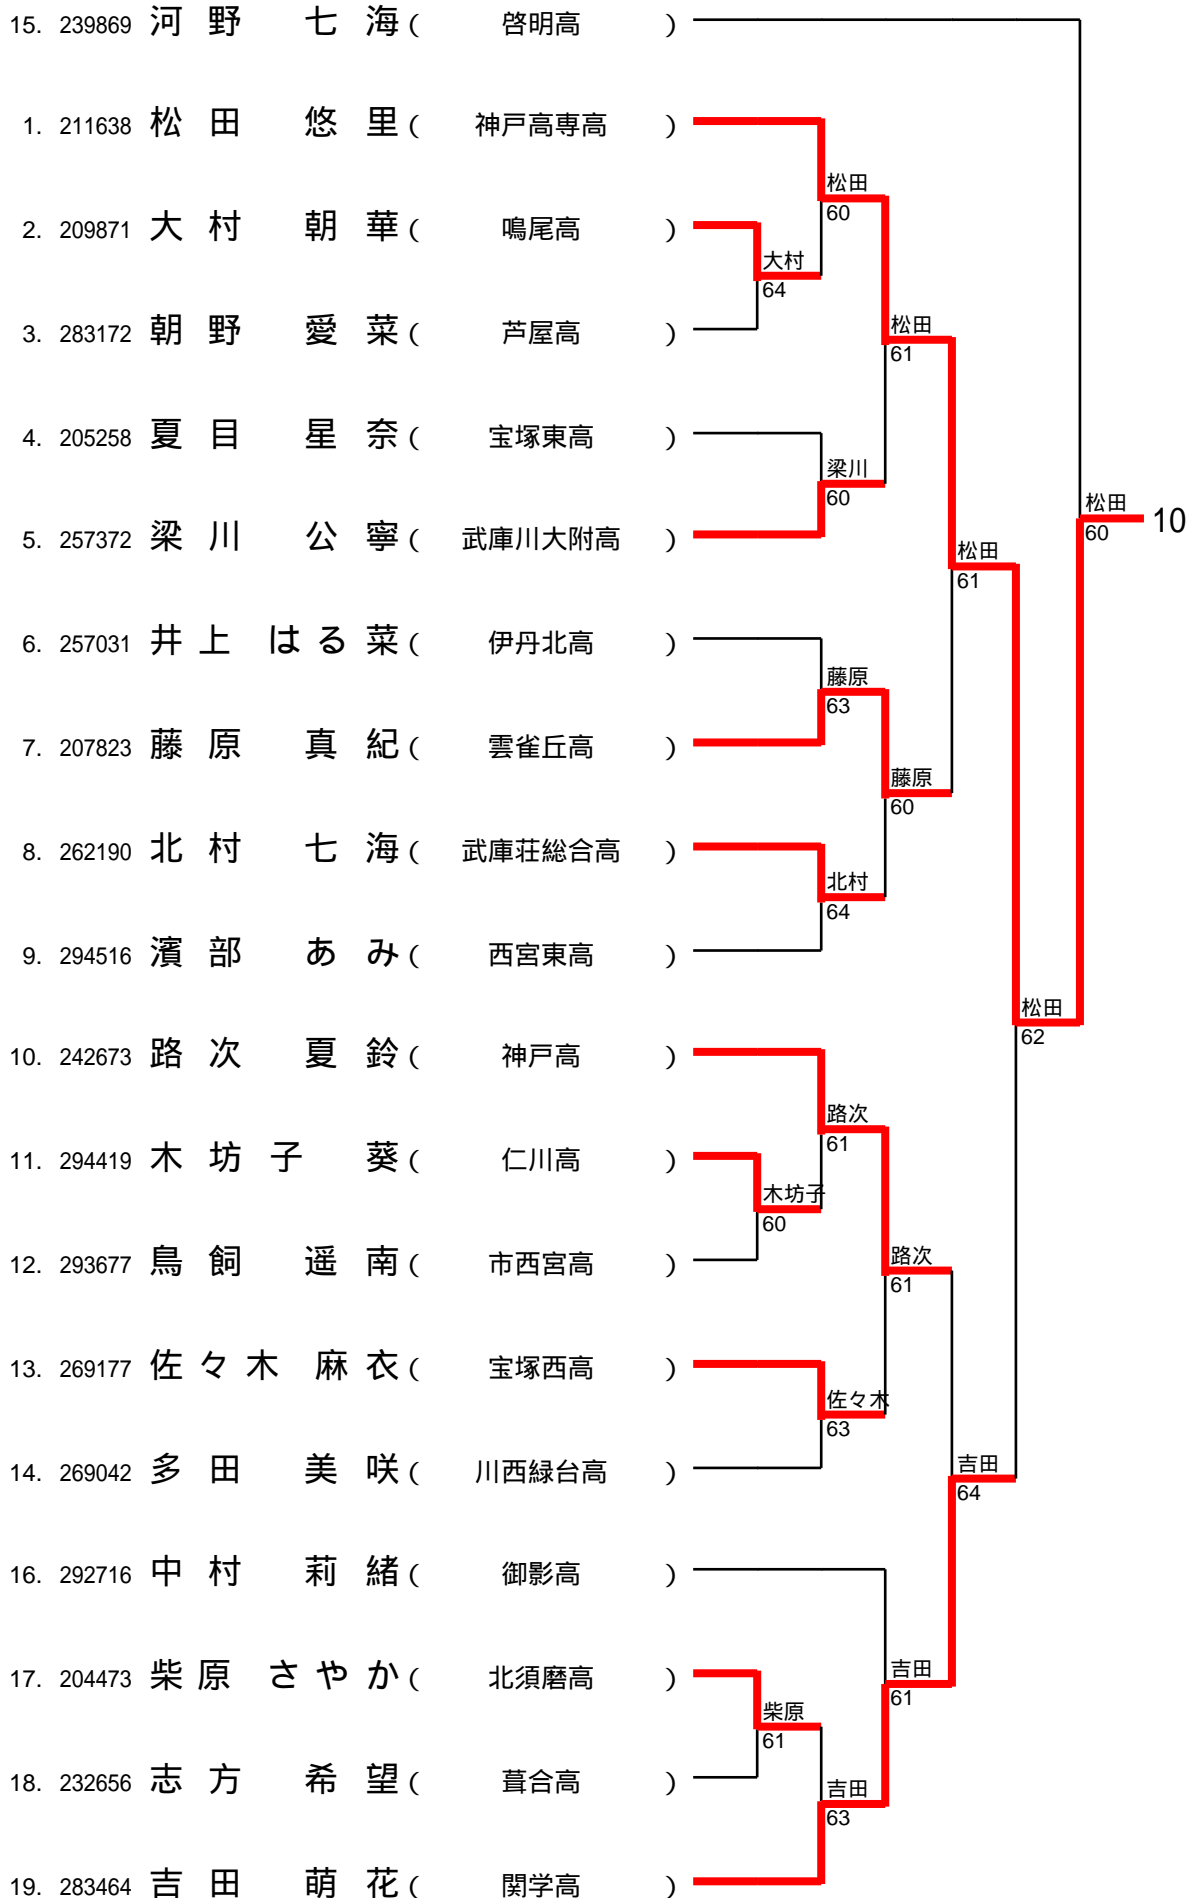 15. 239869 河野 七海 ( 啓明高 )
1. 211638 松田 悠里 ( 神戸高専高 )
松田
60
2. 209871 大村 朝華 ( 鳴尾高 )
大村
64
3. 283172 朝野 愛菜 ( 芦屋高 )
松田
61
4. 205258 夏目 星奈 ( 宝塚東高 )
梁川
60
5. 257372 梁川 公寧 ( 武庫川大附高 )
松田
60
10
松田
61
6. 257031 井上 はる菜 ( 伊丹北高 )
藤原
63
7. 207823 藤原 真紀 ( 雲雀丘高 )
藤原
60
8. 262190 北村 七海 ( 武庫荘総合高 )
北村
64
9. 294516 濱部 あみ ( 西宮東高 )
松田
62
10. 242673 路次 夏鈴 ( 神戸高 )
路次
61
11. 294419 木坊子 葵 ( 仁川高 )
木坊子
60
12. 293677 鳥飼 遥南 ( 市西宮高 )
路次
61
13. 269177 佐々木 麻衣 ( 宝塚西高 )
佐々木
63
14. 269042 多田 美咲 ( 川西緑台高 )
吉田
64
16. 292716 中村 莉緒 ( 御影高 )
吉田
61
17. 204473 柴原 さやか ( 北須磨高 )
柴原
61
18. 232656 志方 希望 ( 葺合高 )
吉田
63
19. 283464 吉田 萌花 ( 関学高 )